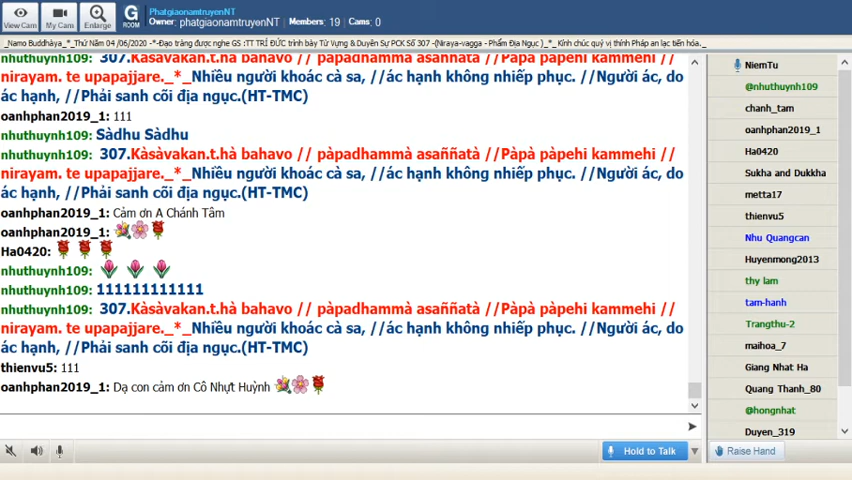 View Cam
My Cam
Enlarge
G
ROOM
PhatgiaonamtruyenNT
Owner: phatgiaonamtruyenNT | Members: 19 | Cams: 0
_Namo Buddhàya_*_Thứ Năm 04 /06/2020 -*-Đạo tràng được nghe GS :TT TRÍ ĐỨC trình bày Từ Vựng & Duyên Sự PCK Số 307 -(Niraya-vagga - Phẩm Địa Ngục )_*_ Kính chúc quý vị thính Pháp an lạc tiến hóa._
nhuthuynh109: 307.Kàsàvakan.t.hà bahavo // pàpadhammà asaññatà //Pàpà pàpehi kammehi //
nirayam. te upapajjare._*_Nhiều người khoác cà sa, //ác hạnh không nhiếp phục. //Người ác, do
ác hạnh, //Phải sanh cõi địa ngục.(HT-TMC)
oanhphan2019_1: 111
nhuthuynh109: Sàdhu Sàdhu
nhuthuynh109: 307.Kàsàvakan.t.hà bahavo // pàpadhammà asaññatà //Pàpà pàpehi kammehi //
nirayam. te upapajjare._*_Nhiều người khoác cà sa, //ác hạnh không nhiếp phục. //Người ác, do
ác hạnh, //Phải sanh cõi địa ngục.(HT-TMC)
oanhphan2019_1: Cảm ơn A Chánh Tâm
oanhphan2019_1:
Ha0420:
nhuthuynh109:
nhuthuynh109: 111111111111
nhuthuynh109: 307.Kàsàvakan.t.hà bahavo // pàpadhammà asaññatà //Pàpà pàpehi kammehi //
nirayam. te upapajjare._*_Nhiều người khoác cà sa, //ác hạnh không nhiếp phục. //Người ác, do
ác hạnh, //Phải sanh cõi địa ngục.(HT-TMC)
thienvu5: 111
oanhphan2019_1: Dạ con cảm ơn Cô Nhựt Huỳnh
Hold to Talk
NiemTu
@nhuthuynh109
chanh_tam
oanhphan2019_1
Ha0420
Sukha and Dukkha
metta17
thienvu5
Nhu Quangcan
Huyenmong2013
thy lam
tam-hanh
Trangthu-2
maihoa_7
Giang Nhat Ha
Quang Thanh_80
@hongnhat
Duyen_319
Raise Hand